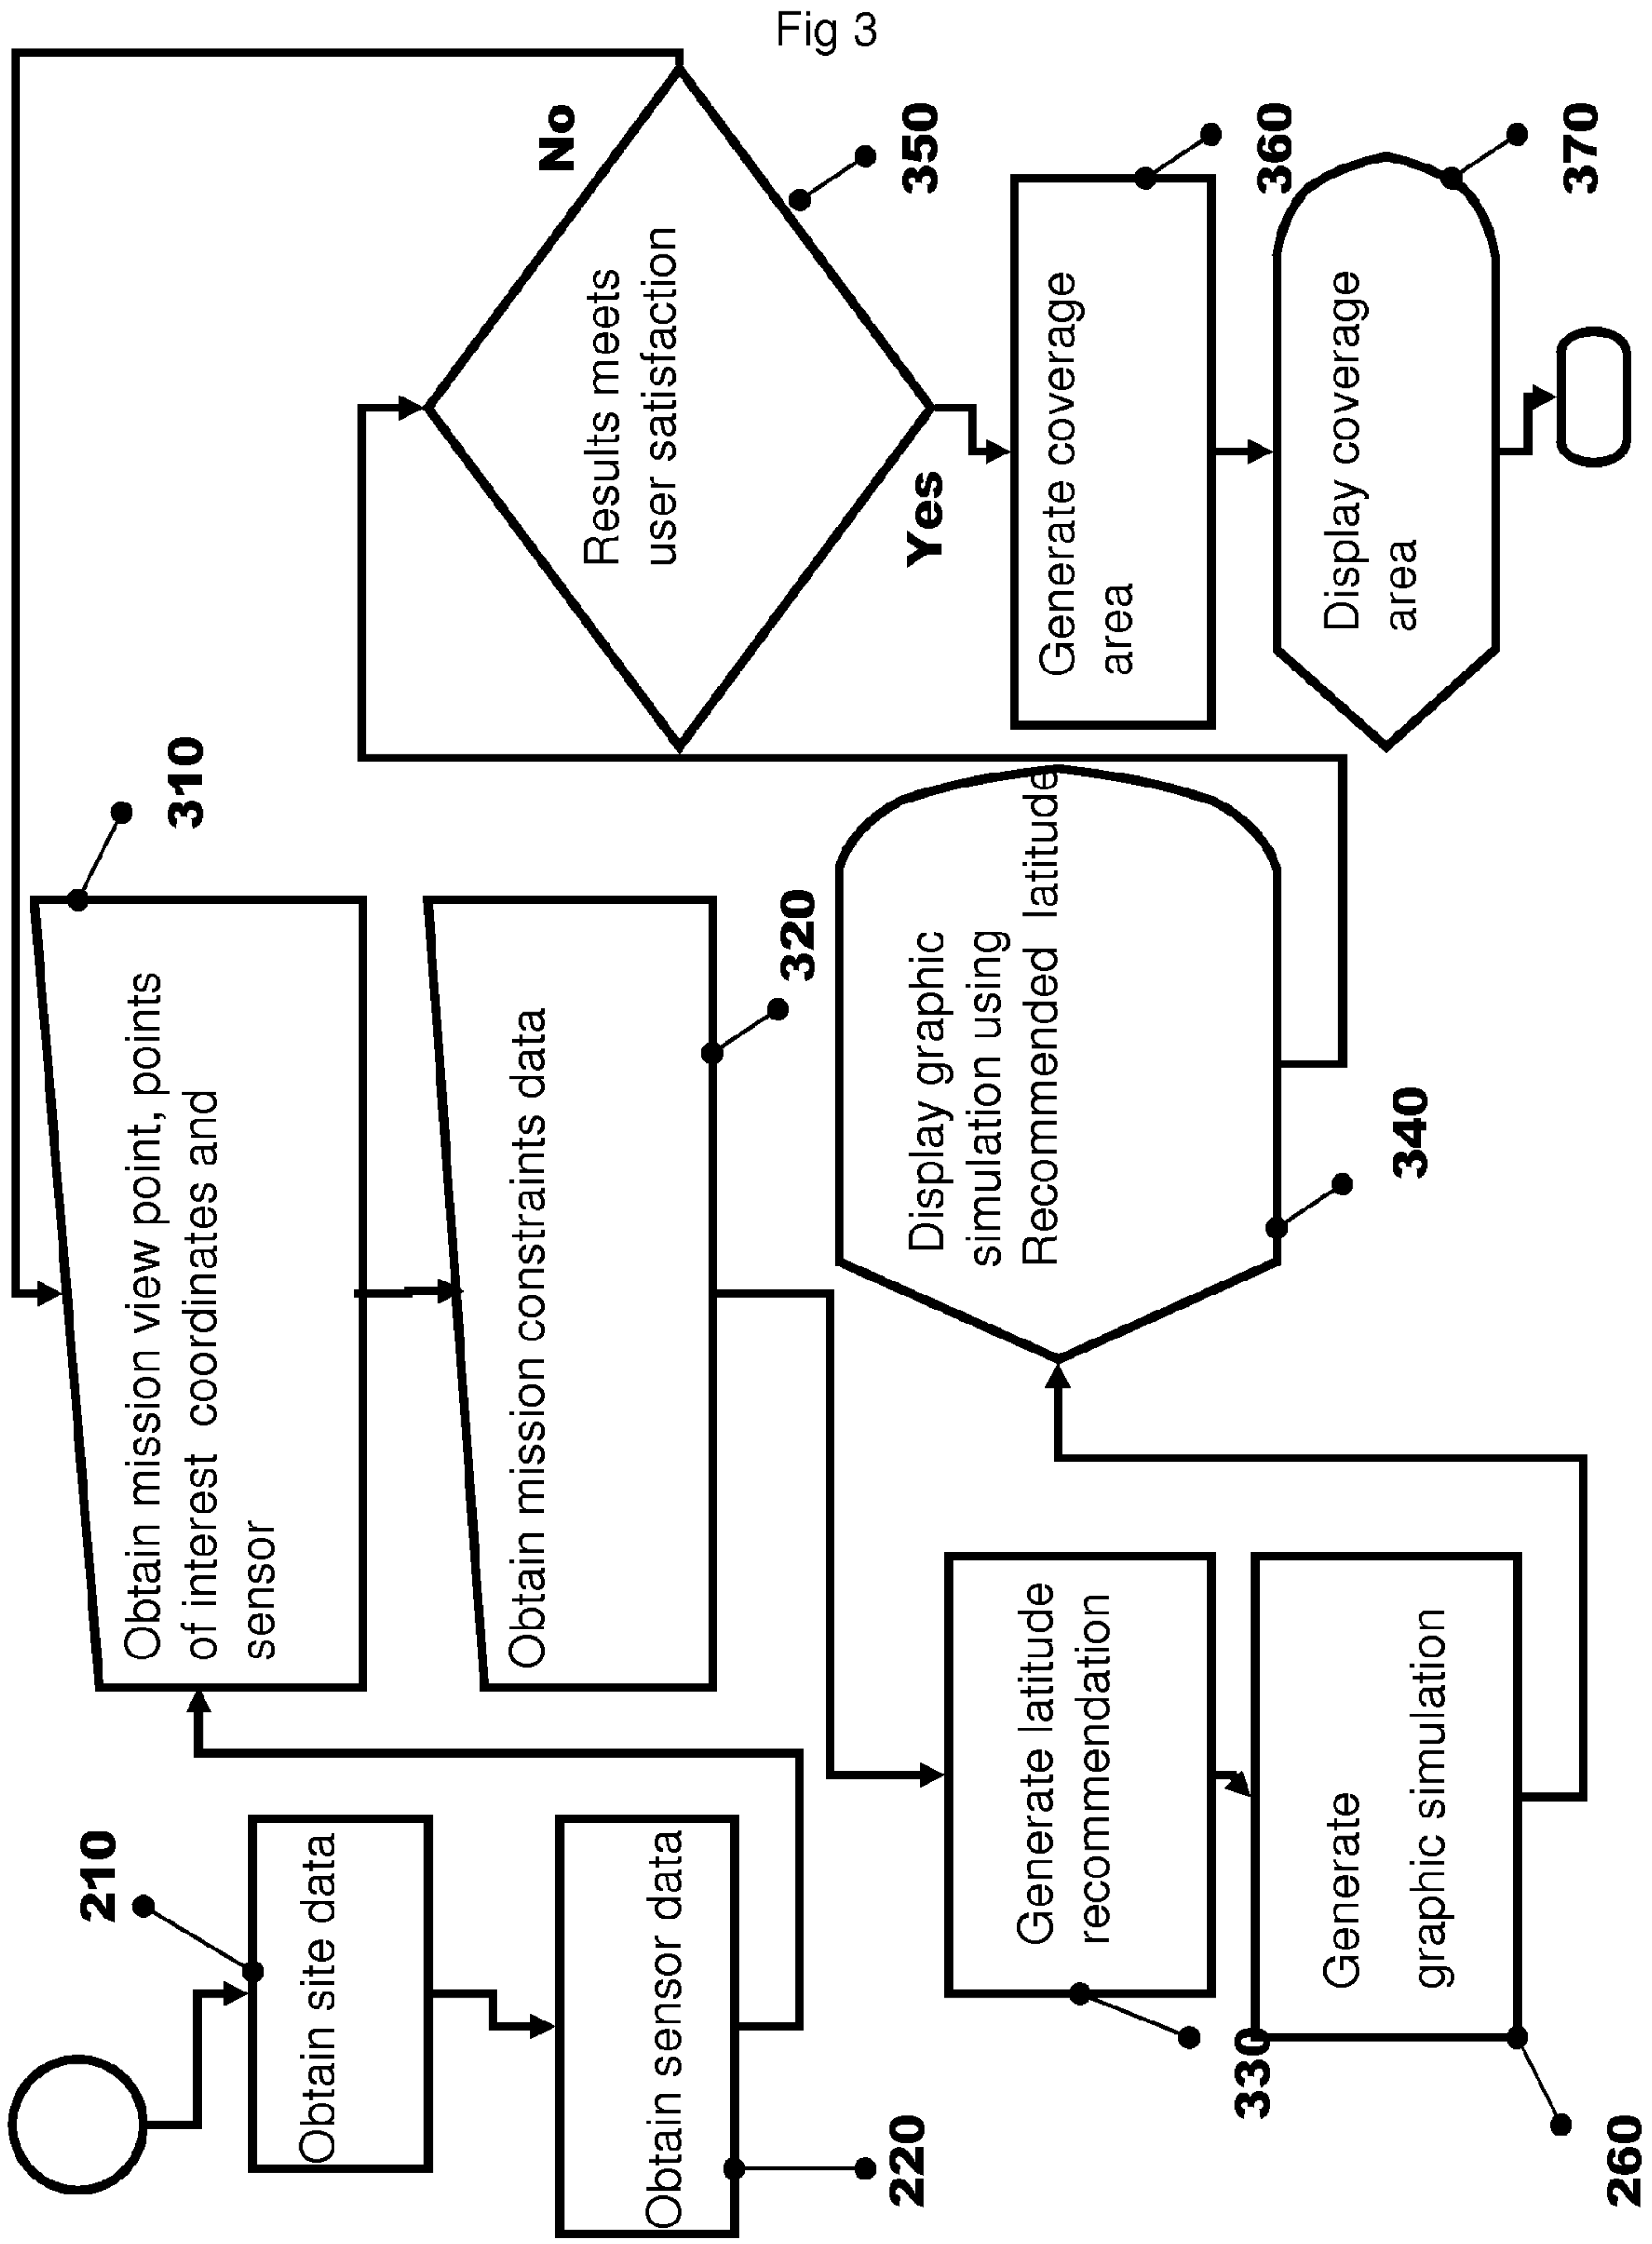 Fig 3
210
Obtain site data
Obtain sensor data
220
310
Obtain mission view point, points
of interest coordinates and
sensor
Obtain mission constraints data
320
Generate latitude
recommendation
330
Generate
graphic simulation
260
Display graphic
simulation using
Recommended latitude
340
No
Results meets
user satisfaction
350
Yes
Generate coverage
area
360
Display coverage
area
370